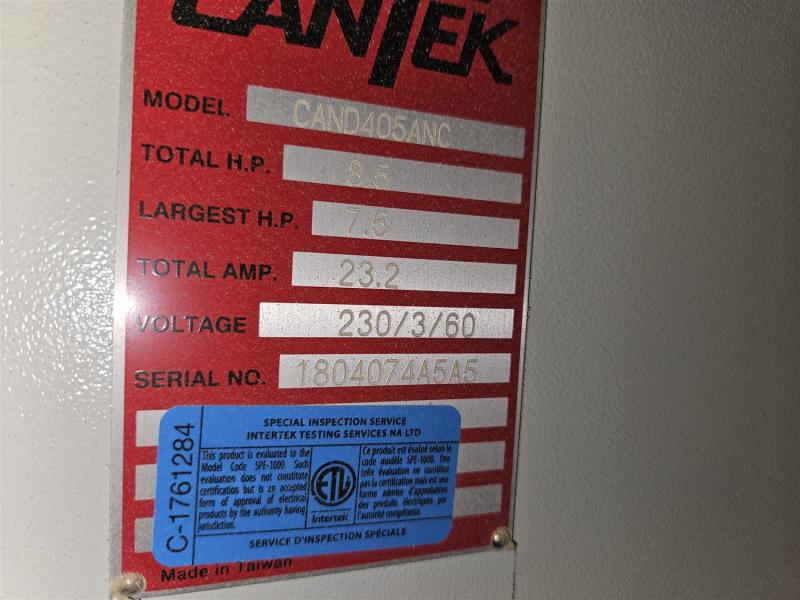 CANTEK
MODEL CAND405ANC
TOTAL H.P. 8.5
LARGEST H.P. 7.5
TOTAL AMP. 23.2
VOLTAGE 230/3/60
SERIAL NO. 1804074A5A5
C-1761284
SPECIAL INSPECTION SERVICE
INTERTEK TESTING SERVICES NA LTD
This product is evaluated to the
Model Code SPE-1000. Such
evaluation does not constitute
certification but is an accepted
form of approval of electrical
products by the authority having
jurisdiction.
ETL
Intertek
Ce produit est évalué selon le
code modèle SPE-1000. Une
telle évaluation ne constitue
pas la certification mais est une
forme admise d'approbation
des produits électriques par
l'autorité compétente.
SERVICE D'INSPECTION SPÉCIALE
Made in Taiwan